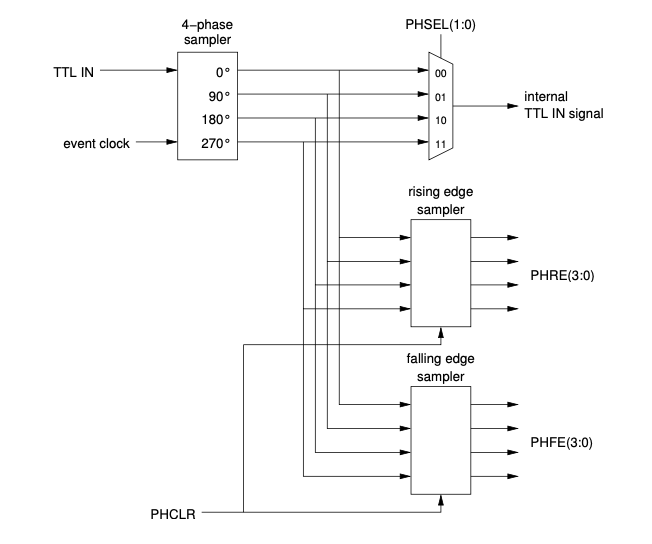 4−phase
sampler
PHSEL(1:0)
TTL IN
0°
00
90°
01
internal
TTL IN signal
180°
10
event clock
270°
11
rising edge
sampler
PHRE(3:0)
falling edge
sampler
PHFE(3:0)
PHCLR